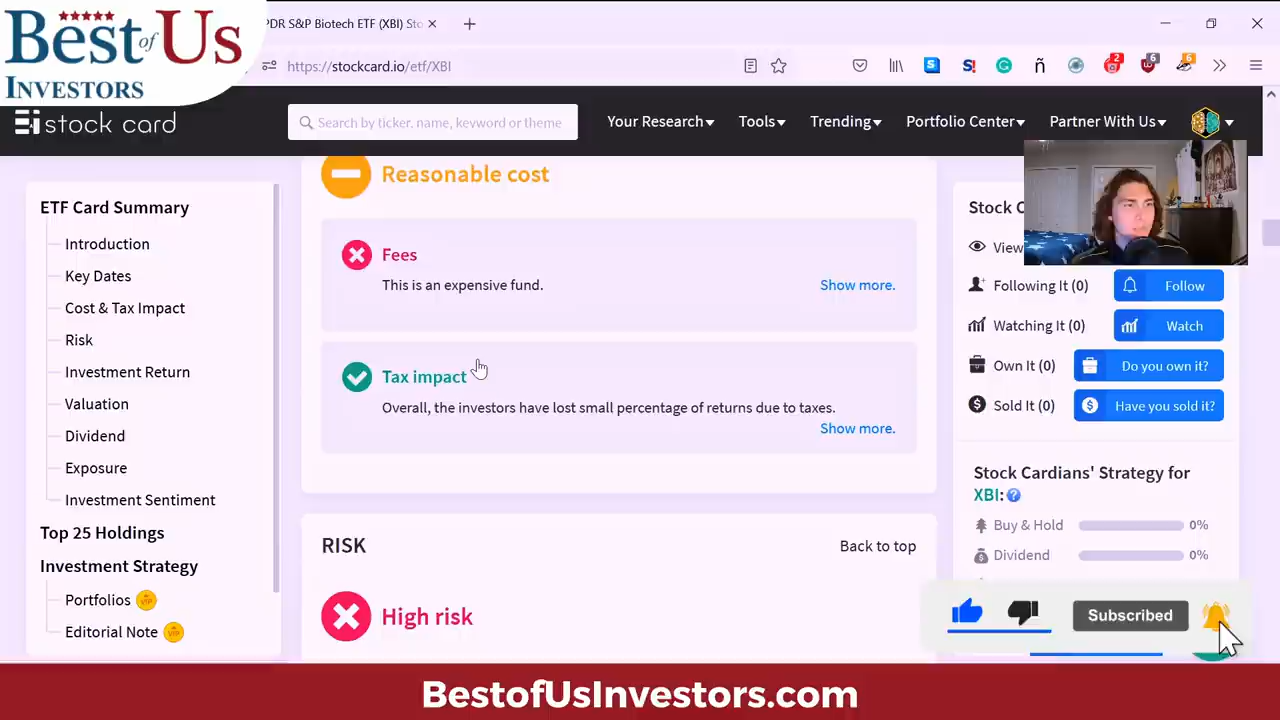 Best of Us
INVESTORS
PDR S&P Biotech ETF (XBI) Sto
https://stockcard.io/etf/XBI
2
6
6
stock card
Search by ticker, name, keyword or theme
Your Research
Tools
Trending
Portfolio Center
Partner With Us
ETF Card Summary
Introduction
Key Dates
Cost & Tax Impact
Risk
Investment Return
Valuation
Dividend
Exposure
Investment Sentiment
Top 25 Holdings
Investment Strategy
Portfolios VIP
Editorial Note VIP
Reasonable cost
Fees
This is an expensive fund.
Show more.
Tax impact
Overall, the investors have lost small percentage of returns due to taxes.
Show more.
RISK
Back to top
High risk
Stock C
View
Following It (0)
Follow
Watching It (0)
Watch
Own It (0)
Do you own it?
Sold It (0)
Have you sold it?
Stock Cardians' Strategy for
XBI: ?
Buy & Hold 0%
Dividend 0%
Subscribed
BestofUsInvestors.com